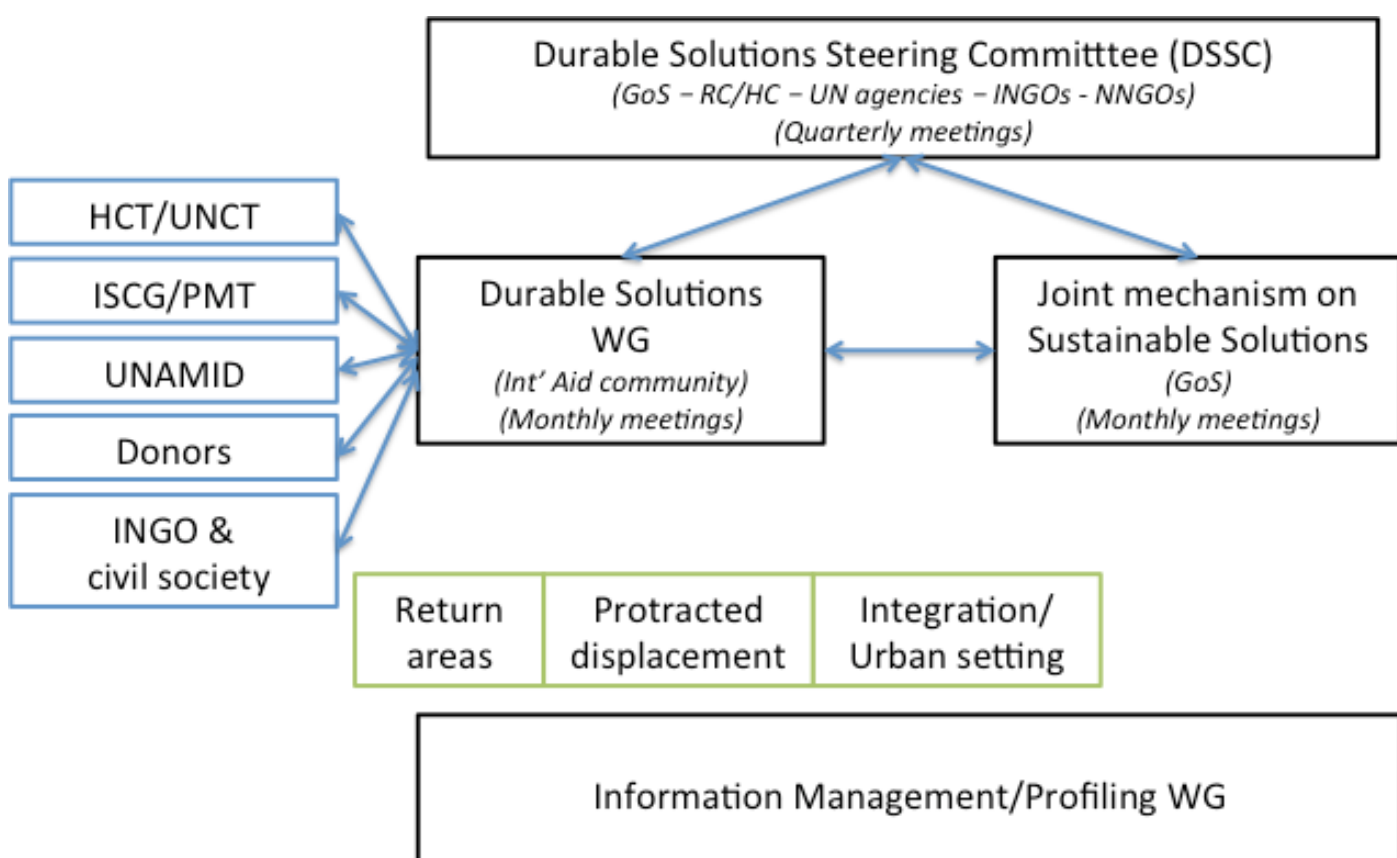 Durable Solutions Steering Committtee (DSSC)
(GoS – RC/HC – UN agencies – INGOs - NNGOs)
(Quarterly meetings)
HCT/UNCT
ISCG/PMT
UNAMID
Donors
INGO &
civil society
Durable Solutions
WG
(Int’ Aid community)
(Monthly meetings)
Joint mechanism on
Sustainable Solutions
(GoS)
(Monthly meetings)
Return
areas
Protracted
displacement
Integration/
Urban setting
Information Management/Profiling WG